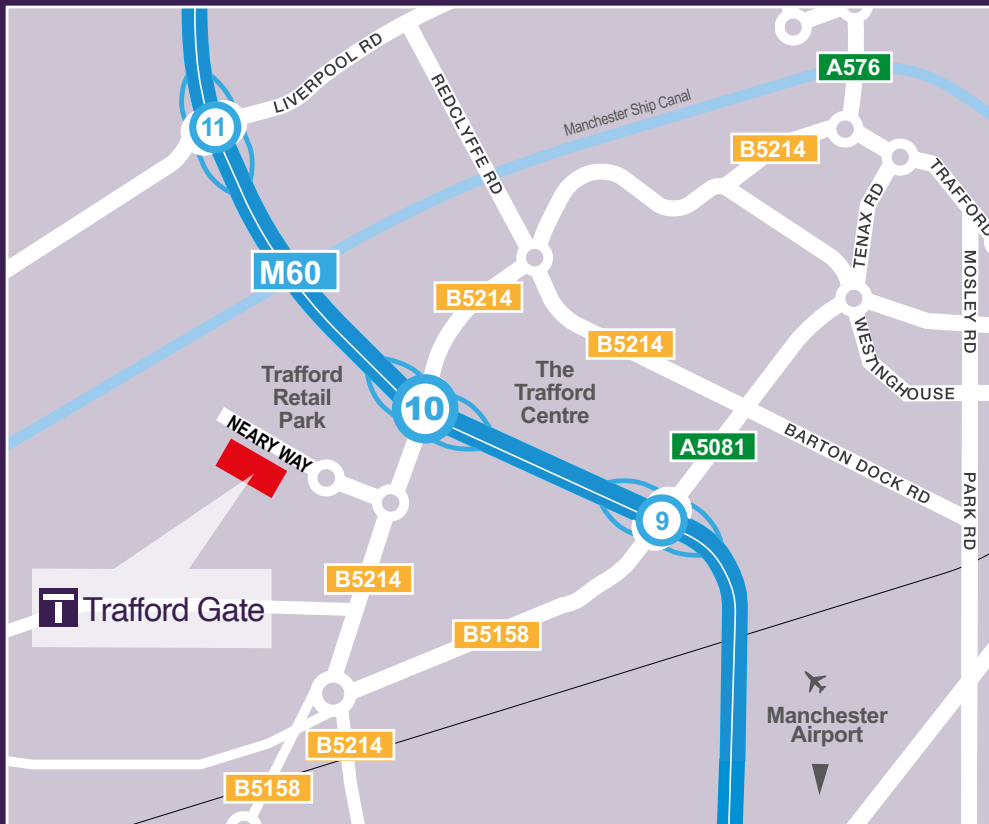 A576
LIVERPOOL RD
REDCLYFFE RD
Manchester Ship Canal
11
B5214
TRAFFORD
TENAX RD
M60
B5214
MOSLEY RD
B5214
WESTINGHOUSE
Trafford
Retail
Park
The
Trafford
Centre
10
NEARY WAY
A5081
BARTON DOCK RD
PARK RD
9
B5214
T Trafford Gate
B5158
Manchester
Airport
B5214
B5158